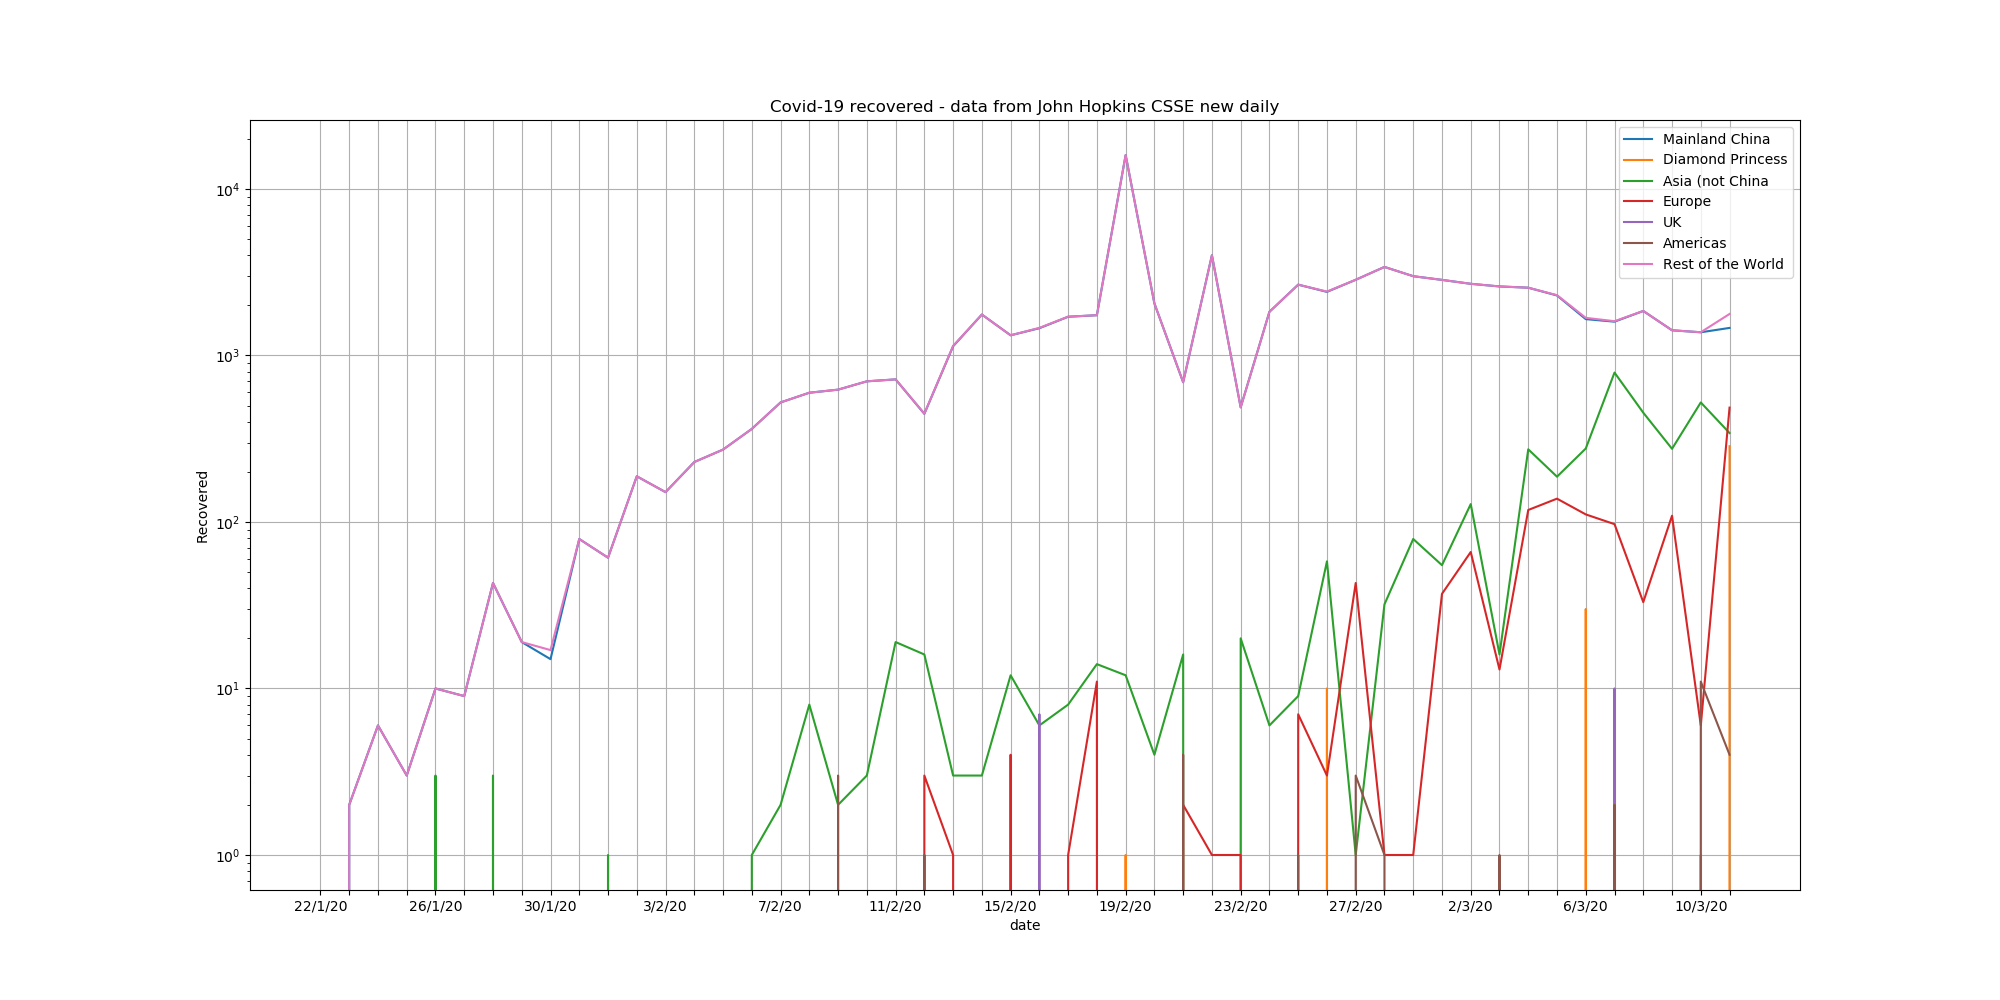 Covid-19 recovered - data from John Hopkins CSSE new daily
Mainland China
Diamond Princess
Asia (not China
Europe
UK
Americas
Rest of the World
Recovered
10⁴
10³
10²
10¹
10⁰
22/1/20 26/1/20 30/1/20 3/2/20 7/2/20 11/2/20 15/2/20 19/2/20 23/2/20 27/2/20 2/3/20 6/3/20 10/3/20
date